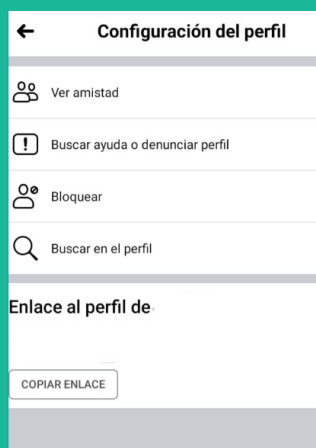 Configuración del perfil
Ver amistad
Buscar ayuda o denunciar perfil
Bloquear
Buscar en el perfil
Enlace al perfil de
COPIAR ENLACE